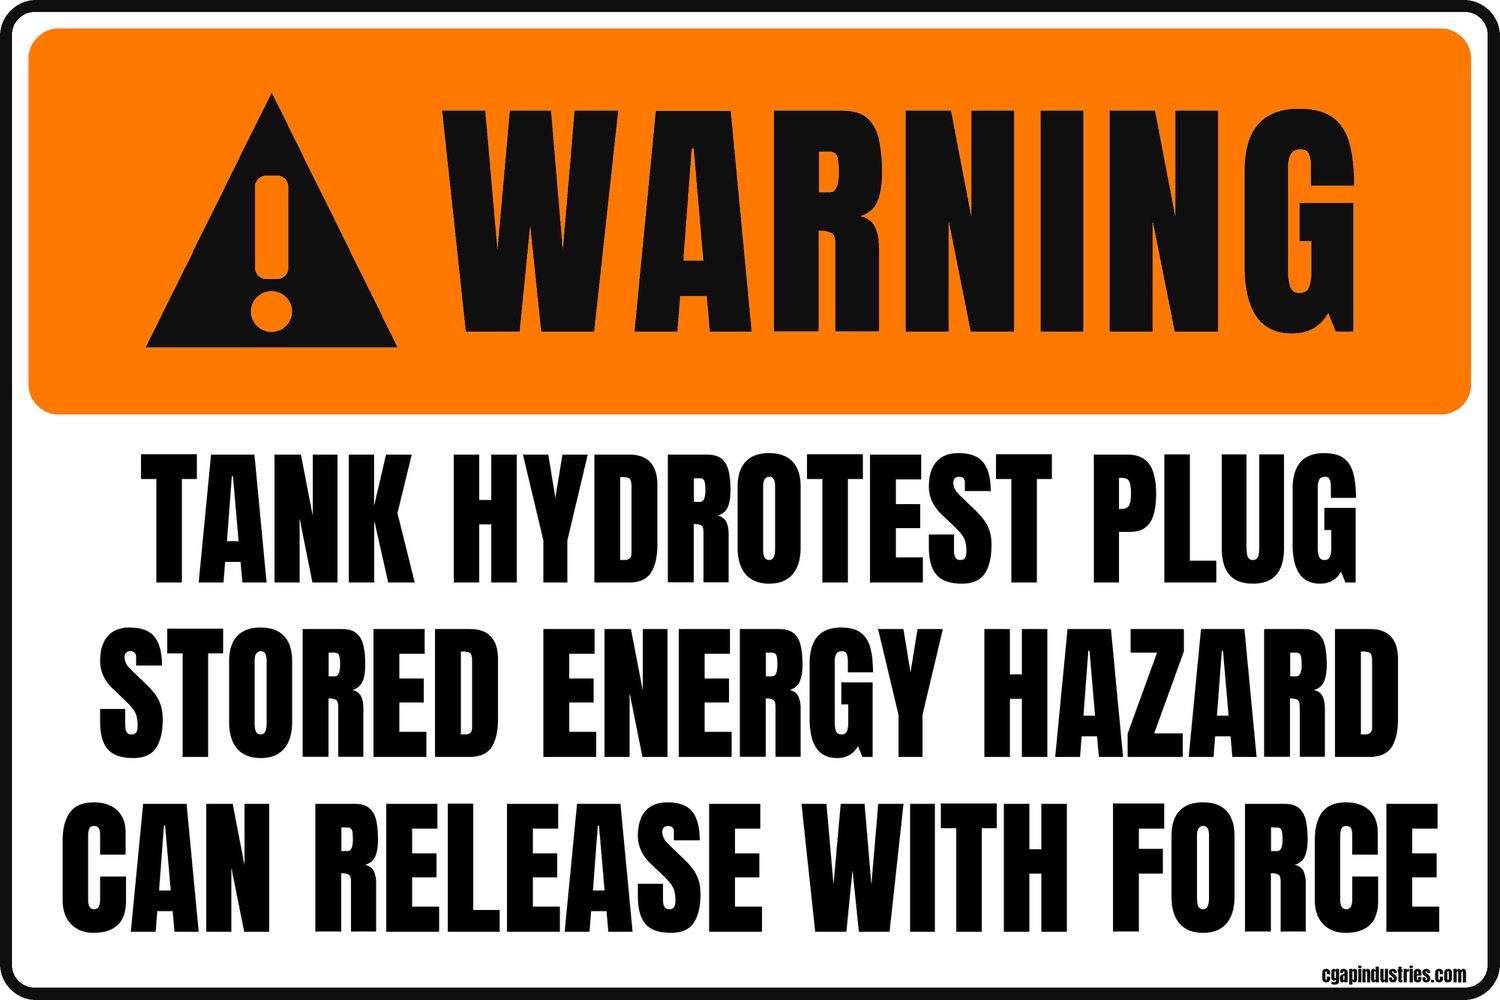 WARNING
TANK HYDROTEST PLUG
STORED ENERGY HAZARD
CAN RELEASE WITH FORCE
cgapindustries.com